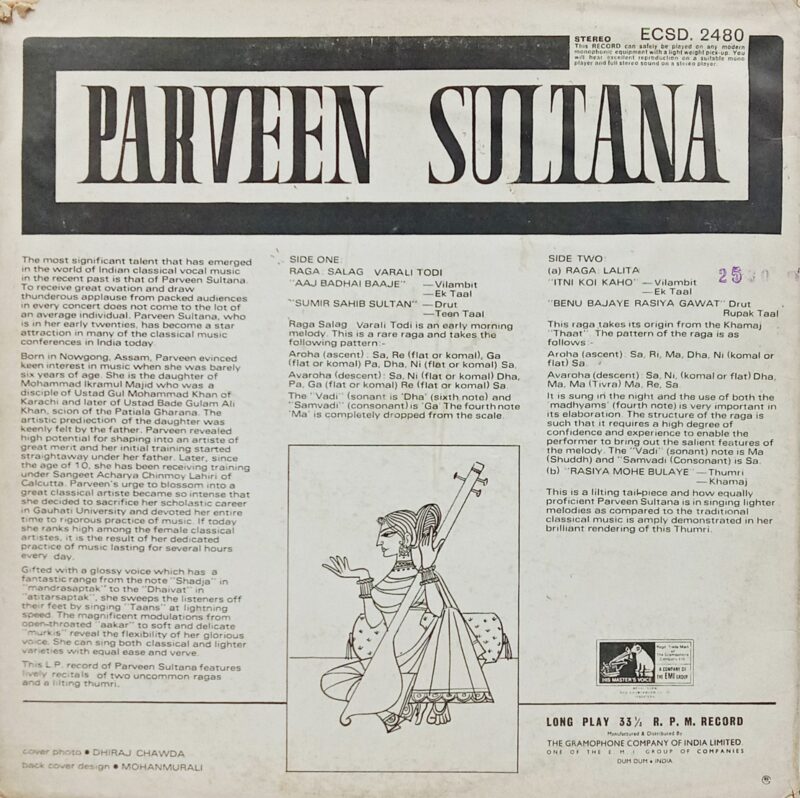 STEREO ECSD. 2480
This RECORD can safely be played on any modern
monophonic equipment with a light weight pick-up. You
will hear excellent reproduction on a suitable mono
player and full stereo sound on a stereo player.
PARVEEN SULTANA
The most significant talent that has emerged
in the world of Indian classical vocal music
in the recent past is that of Parveen Sultana.
To receive great ovation and draw
thunderous applause from packed audiences
in every concert does not come to the lot of
an average individual. Parveen Sultana, who
is in her early twenties, has become a star
attraction in many of the classical music
conferences in India today.
Born in Nowgong, Assam, Parveen evinced
keen interest in music when she was barely
six years of age. She is the daughter of
Mohammad Ikramul Majid who was a
disciple of Ustad Gul Mohammad Khan of
Karachi and later of Ustad Bade Gulam Ali
Khan, scion of the Patiala Gharana. The
artistic prediection of the daughter was
keenly felt by the father. Parveen revealed
high potential for shaping into an artiste of
great merit and her initial training started
straightaway under her father. Later, since
the age of 10, she has been receiving training
under Sangeet Acharya Chinmoy Lahiri of
Calcutta. Parveen's urge to blossom into a
great classical artiste became so intense that
she decided to sacrifice her scholastic career
in Gauhati University and devoted her entire
time to rigorous practice of music. If today
she ranks high among the female classical
artistes, it is the result of her dedicated
practice of music lasting for several hours
every day.
Gifted with a glossy voice which has a
fantastic range from the note "Shadja" in
"mandrasaptak" to the "Dhaivat" in
"atitarsaptak", she sweeps the listeners off
their feet by singing "Taans" at lightning
speed. The magnificent modulations from
open-throated "aakar" to soft and delicate
"murkis" reveal the flexibility of her glorious
voice. She can sing both classical and lighter
varieties with equal ease and verve.
This L.P. record of Parveen Sultana features
lively recitals of two uncommon ragas
and a lilting thumri.
cover photo • DHIRAJ CHAWDA
back cover design • MOHANMURALI
SIDE ONE:
RAGA: SALAG VARALI TODI
"AAJ BADHAI BAAJE" — Vilambit
— Ek Taal
"SUMIR SAHIB SULTAN" — Drut
— Teen Taal
Raga Salag Varali Todi is an early morning
melody. This is a rare raga and takes the
following pattern :-
Aroha (ascent) : Sa, Re (flat or komal), Ga
(flat or komal) Pa, Dha, Ni (flat or komal) Sa.
Avaroha (descent) : Sa, Ni (flat or komal) Dha,
Pa, Ga (flat or komal) Re (flat or komal) Sa
The "Vadi" (sonant is 'Dha' (sixth note) and
"Samvadi" (consonant) is 'Ga The fourth note
'Ma' is completely dropped from the scale.
SIDE TWO:
(a) RAGA: LALITA
"ITNI KOI KAHO" — Vilambit
— Ek Taal
"BENU BAJAYE RASIYA GAWAT" Drut
Rupak Taal
This raga takes its origin from the Khamaj
"Thaat" The pattern of the raga is as
follows :-
Aroha (ascent) : Sa, Ri, Ma, Dha, Ni (komal or
flat) Sa
Avaroha (descent) : Sa, Ni, (komal or flat) Dha,
Ma, Ma (Tivra) Ma, Re, Sa.
It is sung in the night and the use of both the
madhyams' (fourth note) is very important in
its elaboration. The structure of the raga is
such that it requires a high degree of
confidence and experience to enable the
performer to bring out the salient features of
the melody. The "Vadi" (sonant) note is Ma
(Shuddh) and "Samvadi (Consonant) is Sa.
(b) "RASIYA MOHE BULAYE" — Thumri
— Khamaj
This is a lilting tail-piece and how equally
proficient Parveen Sultana is in singing lighter
melodies as compared to the traditional
classical music is amply demonstrated in her
brilliant rendering of this Thumri.
HIS MASTER'S VOICE
Regd. Trade Mark of
The Gramophone
Company Ltd.
A COMPANY OF
THE EMI GROUP
LONG PLAY 33⅓ R. P. M. RECORD
Manufactured & Distributed By
THE GRAMOPHONE COMPANY OF INDIA LIMITED
ONE OF THE E. M. I. GROUP OF COMPANIES
DUM DUM • INDIA